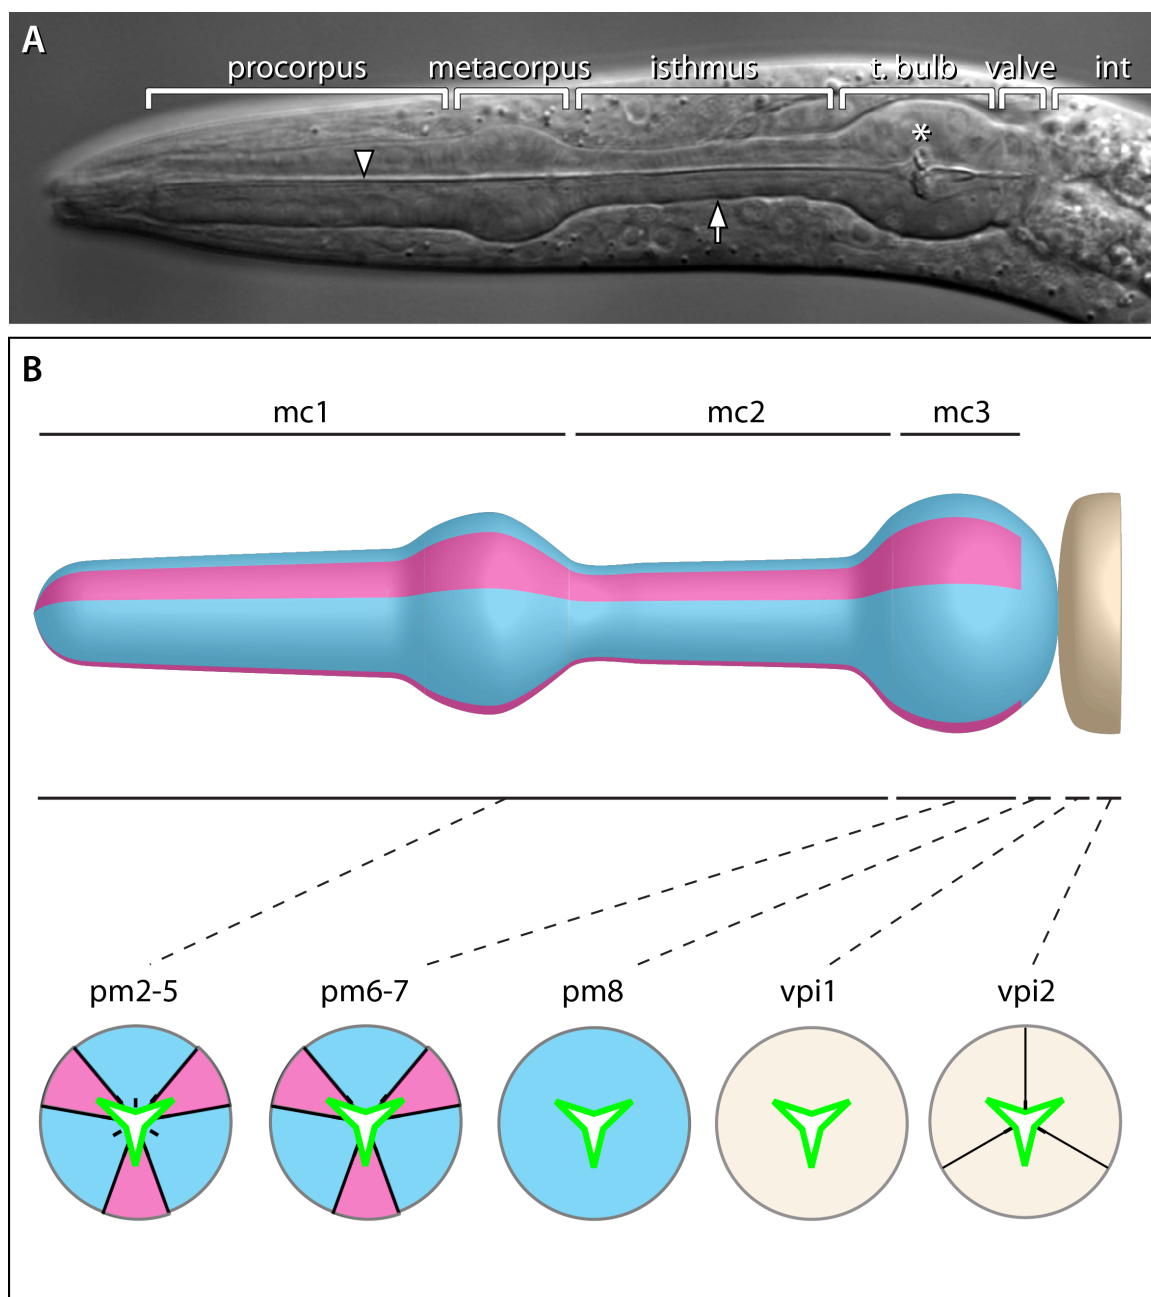 A
procorpus metacorpus isthmus t. bulb valve int
*
B
mc1 mc2 mc3
pm2-5 pm6-7 pm8 vpi1 vpi2